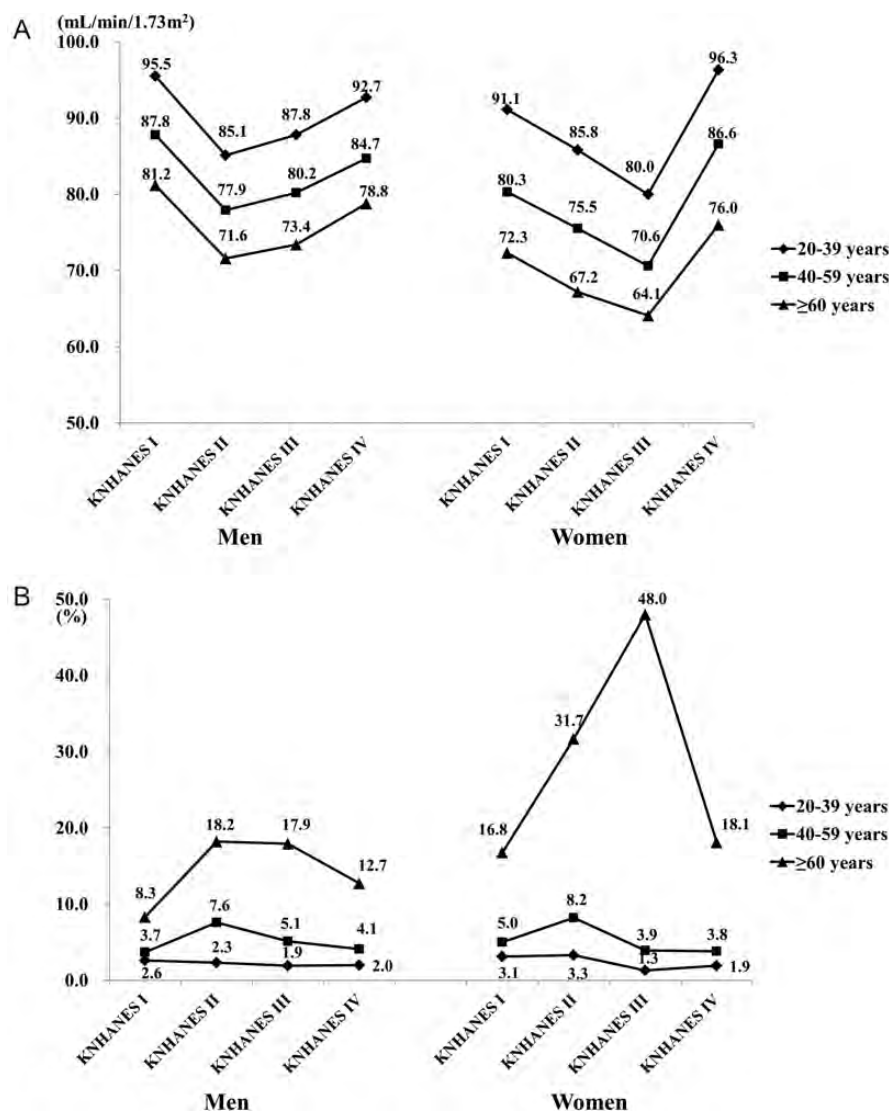 A
(mL/min/1.73m²)
100.0
90.0
80.0
70.0
60.0
50.0
95.5
85.1
87.8
92.7
87.8
77.9
80.2
84.7
81.2
71.6
73.4
78.8
91.1
85.8
80.0
96.3
80.3
75.5
70.6
86.6
72.3
67.2
64.1
76.0
20-39 years
40-59 years
≥60 years
KNHANES I
KNHANES II
KNHANES III
KNHANES IV
KNHANES I
KNHANES II
KNHANES III
KNHANES IV
Men
Women
B
50.0
(%)
40.0
30.0
20.0
10.0
0.0
8.3
18.2
17.9
12.7
3.7
7.6
5.1
4.1
2.6
2.3
1.9
2.0
16.8
31.7
48.0
18.1
5.0
8.2
3.9
3.8
3.1
3.3
1.3
1.9
20-39 years
40-59 years
≥60 years
KNHANES I
KNHANES II
KNHANES III
KNHANES IV
KNHANES I
KNHANES II
KNHANES III
KNHANES IV
Men
Women